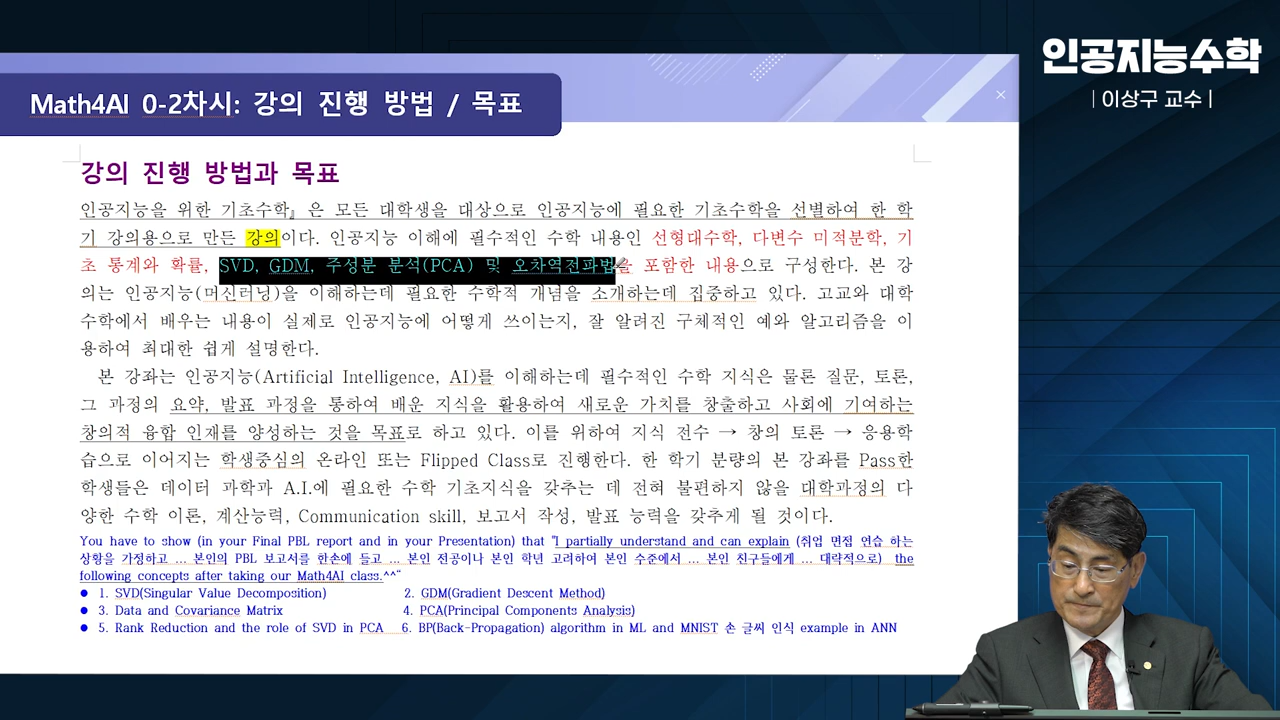 인공지능수학
| 이상구 교수 |
Math4AI 0-2차시: 강의 진행 방법 / 목표
강의 진행 방법과 목표
인공지능을 위한 기초수학』은 모든 대학생을 대상으로 인공지능에 필요한 기초수학을 선별하여 한 학
기 강의용으로 만든 강의이다. 인공지능 이해에 필수적인 수학 내용인 선형대수학, 다변수 미적분학, 기
초 통계와 확률, SVD, GDM, 주성분 분석(PCA) 및 오차역전파법을 포함한 내용으로 구성한다. 본 강
의는 인공지능(머신러닝)을 이해하는데 필요한 수학적 개념을 소개하는데 집중하고 있다. 고교와 대학
수학에서 배우는 내용이 실제로 인공지능에 어떻게 쓰이는지, 잘 알려진 구체적인 예와 알고리즘을 이
용하여 최대한 쉽게 설명한다.
본 강좌는 인공지능(Artificial Intelligence, AI)를 이해하는데 필수적인 수학 지식은 물론 질문, 토론,
그 과정의 요약, 발표 과정을 통하여 배운 지식을 활용하여 새로운 가치를 창출하고 사회에 기여하는
창의적 융합 인재를 양성하는 것을 목표로 하고 있다. 이를 위하여 지식 전수 → 창의 토론 → 응용학
습으로 이어지는 학생중심의 온라인 또는 Flipped Class로 진행한다. 한 학기 분량의 본 강좌를 Pass한
학생들은 데이터 과학과 A.I.에 필요한 수학 기초지식을 갖추는 데 전혀 불편하지 않을 대학과정의 다
양한 수학 이론, 계산능력, Communication skill, 보고서 작성, 발표 능력을 갖추게 될 것이다.
You have to show (in your Final PBL report and in your Presentation) that "I partially understand and can explain (취업 면접 연습 하는
상황을 가정하고 ... 본인의 PBL 보고서를 한손에 들고 ... 본인 전공이나 본인 학년 고려하여 본인 수준에서 ... 본인 친구들에게 ... 대략적으로) the
following concepts after taking our Math4AI class.^^"
● 1. SVD(Singular Value Decomposition) 2. GDM(Gradient Descent Method)
● 3. Data and Covariance Matrix 4. PCA(Principal Components Analysis)
● 5. Rank Reduction and the role of SVD in PCA 6. BP(Back-Propagation) algorithm in ML and MNIST 손 글씨 인식 example in ANN